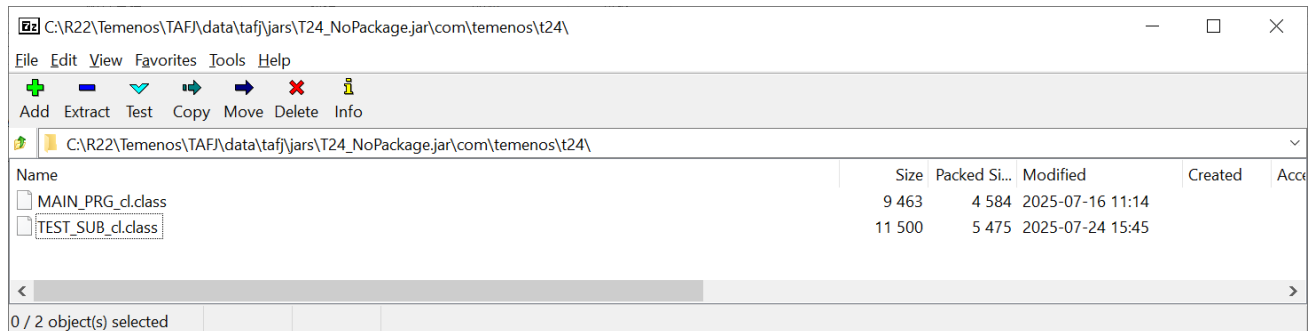 7z C:\R22\Temenos\TAFJ\data\tafj\jars\T24_NoPackage.jar\com\temenos\t24\
File Edit View Favorites Tools Help
Add Extract Test Copy Move Delete Info
C:\R22\Temenos\TAFJ\data\tafj\jars\T24_NoPackage.jar\com\temenos\t24\
Name Size Packed Si... Modified Created Acce
MAIN_PRG_cl.class 9 463 4 584 2025-07-16 11:14
TEST_SUB_cl.class 11 500 5 475 2025-07-24 15:45
0 / 2 object(s) selected